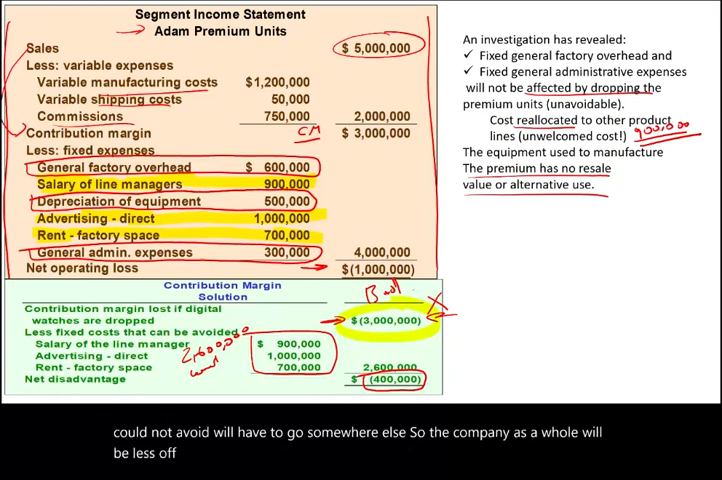 Segment Income Statement
Adam Premium Units
Sales $ 5,000,000
Less: variable expenses
Variable manufacturing costs $1,200,000
Variable shipping costs 50,000
Commissions 750,000 2,000,000
CM
Contribution margin $ 3,000,000
Less: fixed expenses
General factory overhead $ 600,000
Salary of line managers 900,000
Depreciation of equipment 500,000
Advertising - direct 1,000,000
Rent - factory space 700,000
General admin. expenses 300,000 4,000,000
Net operating loss $(1,000,000)
Contribution Margin
Solution
Contribution margin lost if digital
watches are dropped $(3,000,000) X
Less fixed costs that can be avoided
Salary of the line manager $ 900,000
Advertising - direct 1,000,000
Rent - factory space 700,000 2,600,000
Net disadvantage $ (400,000)
2,600,000
An investigation has revealed:
✓ Fixed general factory overhead and
✓ Fixed general administrative expenses
will not be affected by dropping the
premium units (unavoidable).
Cost reallocated to other product
lines (unwelcomed cost!) 900,000
The equipment used to manufacture
The premium has no resale
value or alternative use.
could not avoid will have to go somewhere else So the company as a whole will
be less off